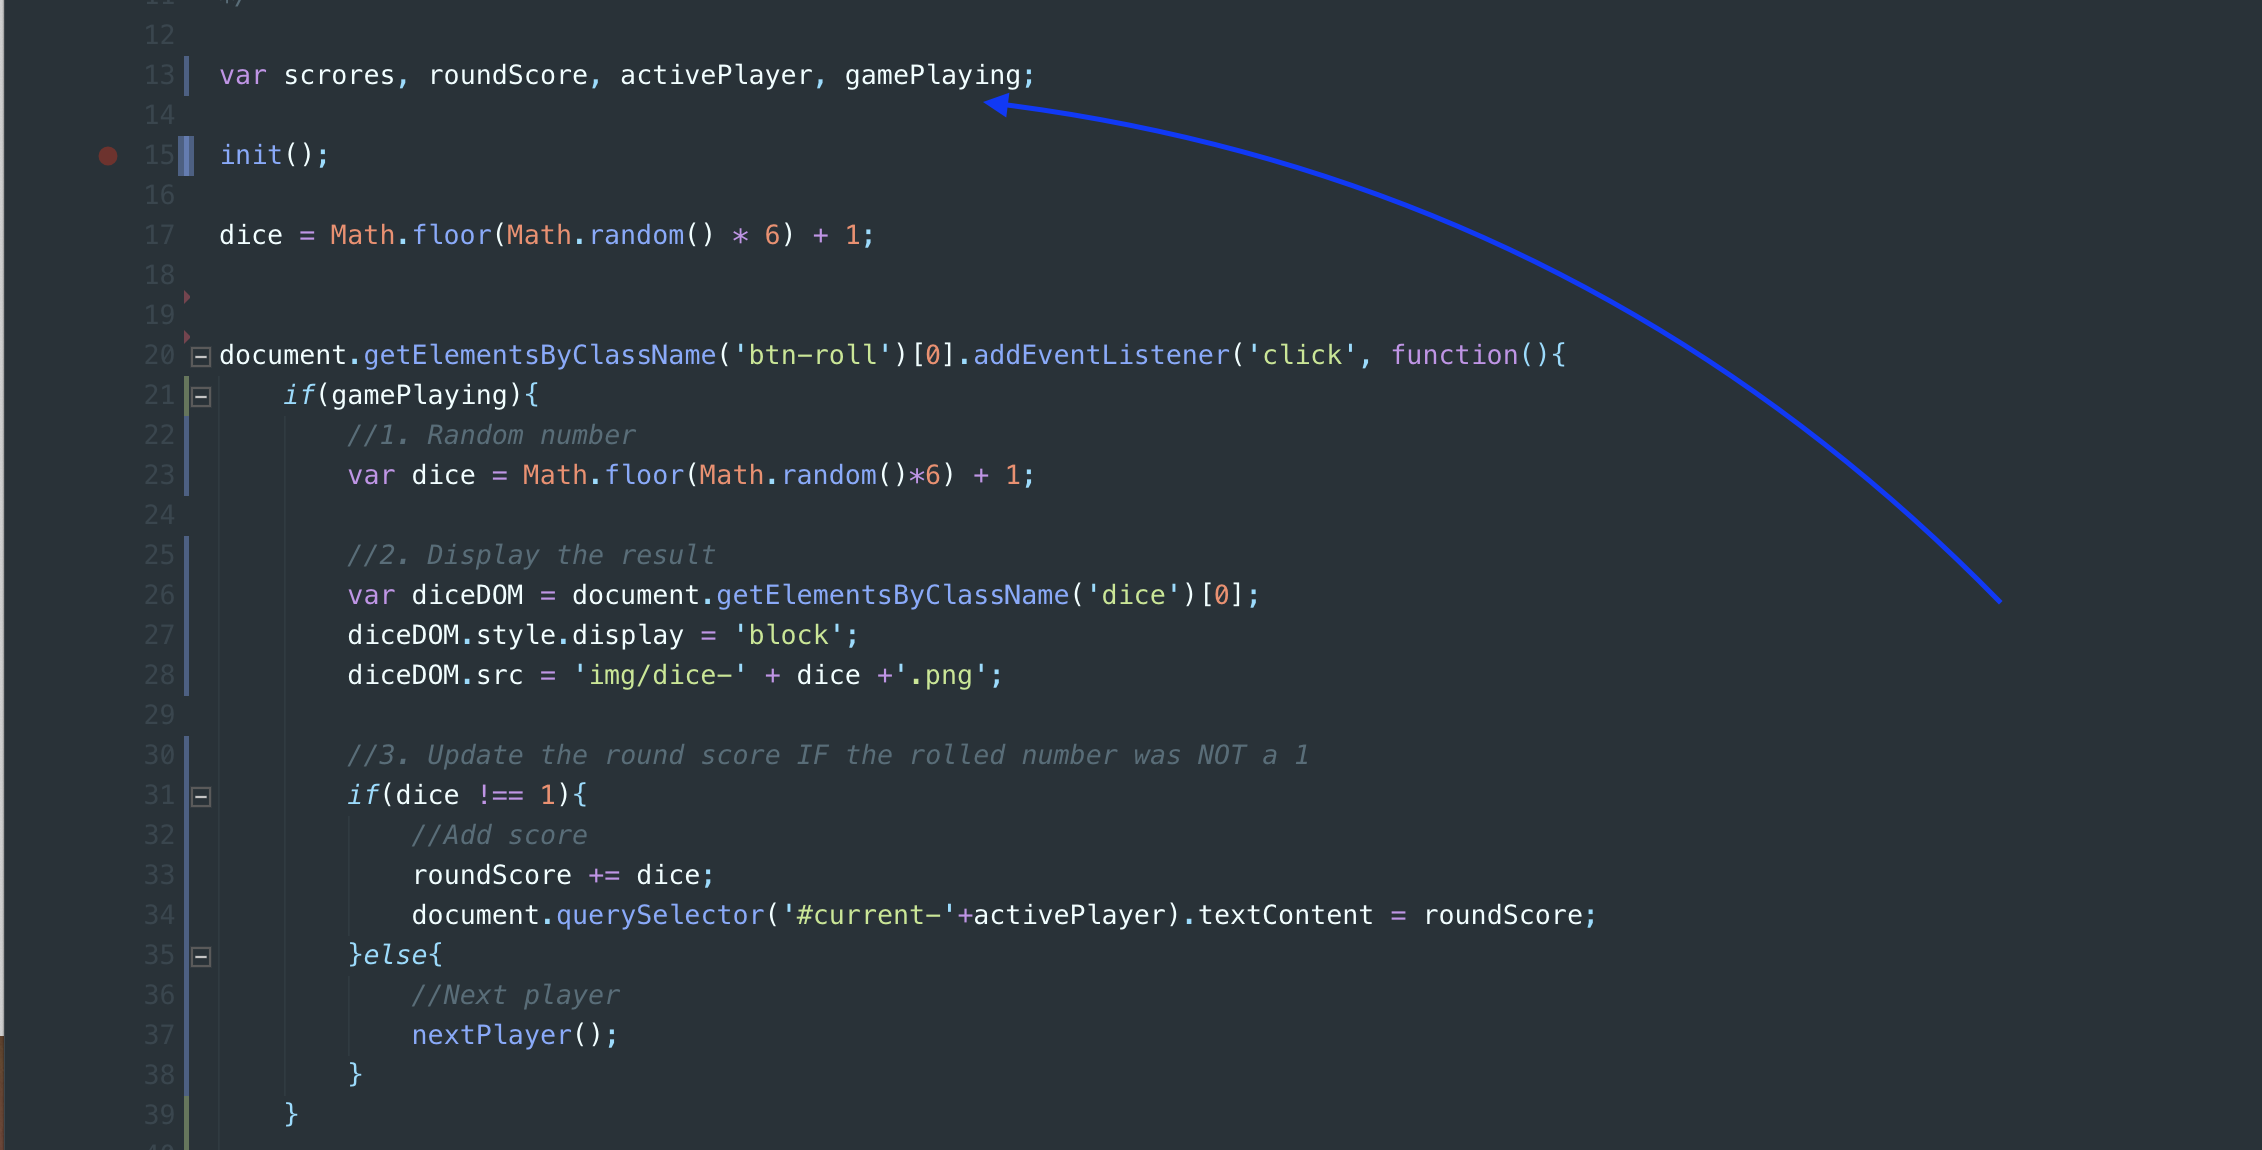 12
13 var scrores, roundScore, activePlayer, gamePlaying;
14
15 init();
16
17 dice = Math.floor(Math.random() * 6) + 1;
18
19
20 document.getElementsByClassName('btn-roll')[0].addEventListener('click', function(){
21 if(gamePlaying){
22 //1. Random number
23 var dice = Math.floor(Math.random()*6) + 1;
24
25 //2. Display the result
26 var diceDOM = document.getElementsByClassName('dice')[0];
27 diceDOM.style.display = 'block';
28 diceDOM.src = 'img/dice-' + dice +'.png';
29
30 //3. Update the round score IF the rolled number was NOT a 1
31 if(dice !== 1){
32 //Add score
33 roundScore += dice;
34 document.querySelector('#current-'+activePlayer).textContent = roundScore;
35 }else{
36 //Next player
37 nextPlayer();
38 }
39 }